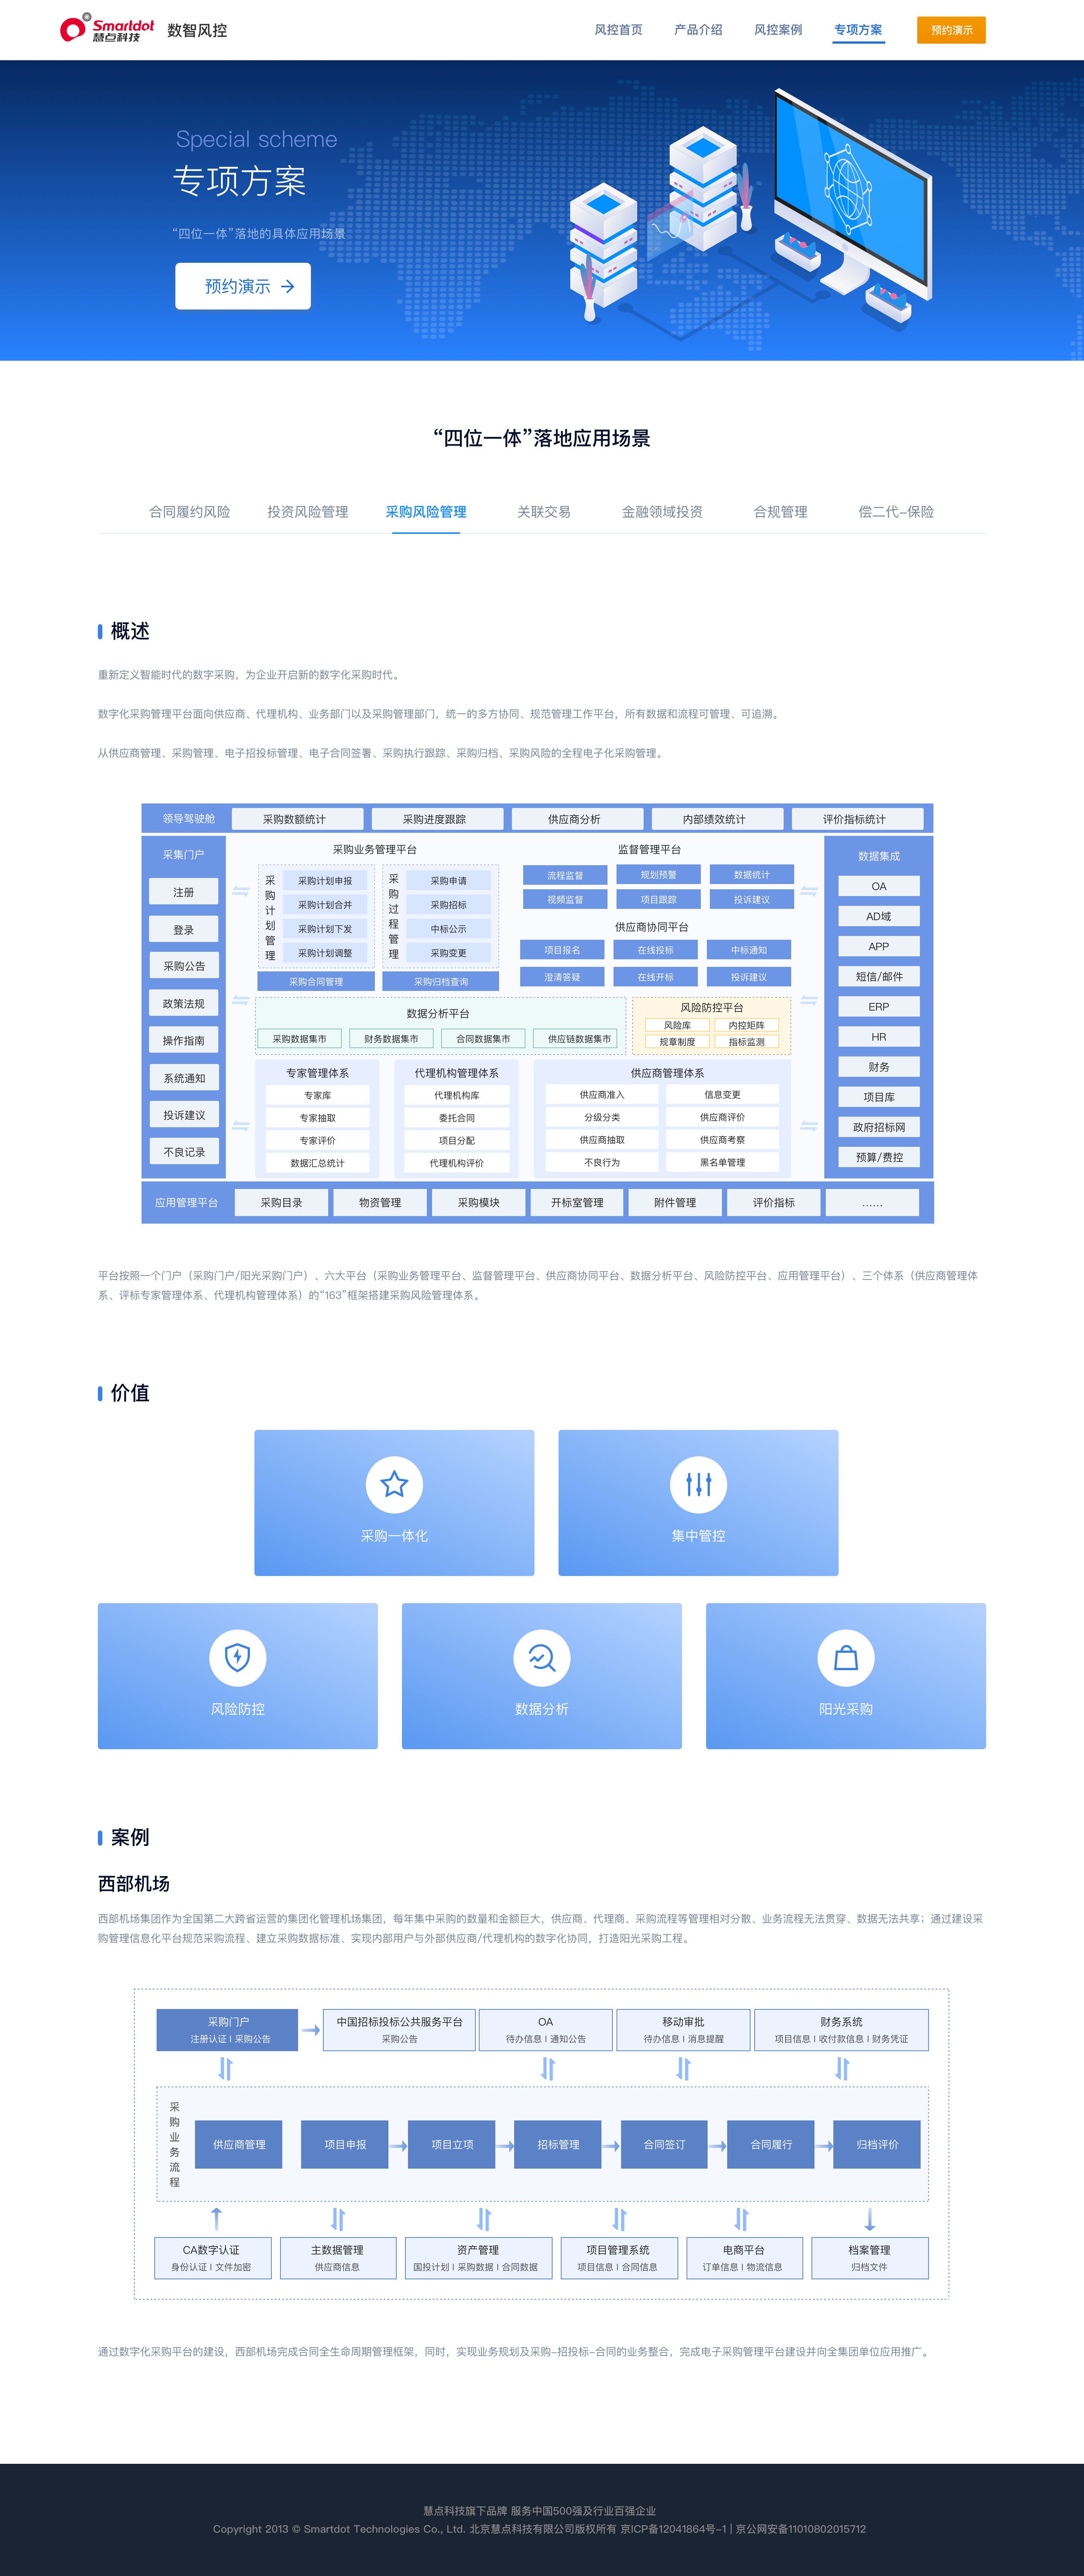 Smartdot
慧点科技
数智风控
风控首页 产品介绍 风控案例 专项方案 预约演示
Special scheme
专项方案
“四位一体”落地的具体应用场景
预约演示
“四位一体”落地应用场景
合同履约风险 投资风险管理 采购风险管理 关联交易 金融领域投资 合规管理 偿二代-保险
概述
重新定义智能时代的数字采购，为企业开启新的数字化采购时代。
数字化采购管理平台面向供应商、代理机构、业务部门以及采购管理部门，统一的多方协同、规范管理工作平台，所有数据和流程可管理、可追溯。
从供应商管理、采购管理、电子招投标管理、电子合同签署、采购执行跟踪、采购归档、采购风险的全程电子化采购管理。
领导驾驶舱 采购数额统计 采购进度跟踪 供应商分析 内部绩效统计 评价指标统计
采集门户
注册
登录
采购公告
政策法规
操作指南
系统通知
投诉建议
不良记录
采购业务管理平台
采购计划管理
采购计划申报
采购计划合并
采购计划下发
采购计划调整
采购过程管理
采购申请
采购招标
中标公示
采购变更
采购合同管理 采购归档查询
监督管理平台
流程监督 规划预警 数据统计
视频监督 项目跟踪 投诉建议
供应商协同平台
项目报名 在线投标 中标通知
澄清答疑 在线开标 投诉建议
数据分析平台
采购数据集市 财务数据集市 合同数据集市 供应链数据集市
风险防控平台
风险库 内控矩阵
规章制度 指标监测
专家管理体系
专家库
专家抽取
专家评价
数据汇总统计
代理机构管理体系
代理机构库
委托合同
项目分配
代理机构评价
供应商管理体系
供应商准入 信息变更
分级分类 供应商评价
供应商抽取 供应商考察
不良行为 黑名单管理
数据集成
OA
AD域
APP
短信/邮件
ERP
HR
财务
项目库
政府招标网
预算/费控
应用管理平台 采购目录 物资管理 采购模块 开标室管理 附件管理 评价指标 ……
平台按照一个门户（采购门户/阳光采购门户）、六大平台（采购业务管理平台、监督管理平台、供应商协同平台、数据分析平台、风险防控平台、应用管理平台）、三个体系（供应商管理体
系、评标专家管理体系、代理机构管理体系）的“163”框架搭建采购风险管理体系。
价值
采购一体化 集中管控
风险防控 数据分析 阳光采购
案例
西部机场
西部机场集团作为全国第二大跨省运营的集团化管理机场集团，每年集中采购的数量和金额巨大，供应商、代理商、采购流程等管理相对分散、业务流程无法贯穿、数据无法共享；通过建设采
购管理信息化平台规范采购流程、建立采购数据标准、实现内部用户与外部供应商/代理机构的数字化协同，打造阳光采购工程。
采购门户 中国招标投标公共服务平台 OA 移动审批 财务系统
注册认证 | 采购公告 采购公告 待办信息 | 通知公告 待办信息 | 消息提醒 项目信息 | 收付款信息 | 财务凭证
采购业务流程
供应商管理 项目申报 项目立项 招标管理 合同签订 合同履行 归档评价
CA数字认证 主数据管理 资产管理 项目管理系统 电商平台 档案管理
身份认证 | 文件加密 供应商信息 国投计划 | 采购数据 | 合同数据 项目信息 | 合同信息 订单信息 | 物流信息 归档文件
通过数字化采购平台的建设，西部机场完成合同全生命周期管理框架，同时，实现业务规划及采购-招投标-合同的业务整合，完成电子采购管理平台建设并向全集团单位应用推广。
慧点科技旗下品牌 服务中国500强及行业百强企业
Copyright 2013 © Smartdot Technologies Co., Ltd. 北京慧点科技有限公司版权所有 京ICP备12041864号-1 | 京公网安备11010802015712